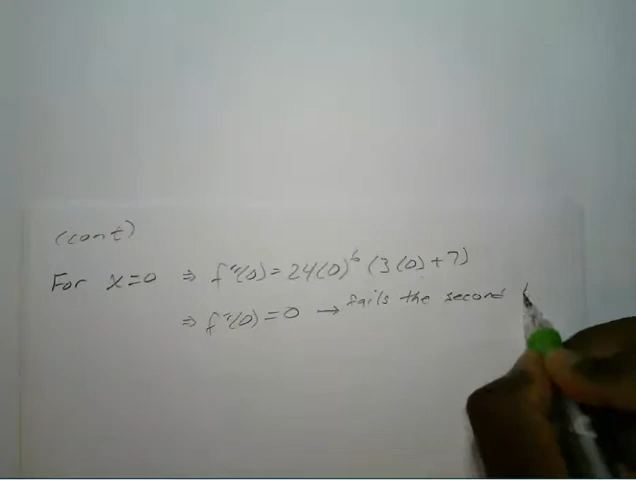 (cont)
For x=0 ⇒ f''(0) = 24(0)⁶ (3(0)+7)
⇒ f''(0) = 0 → fails the second